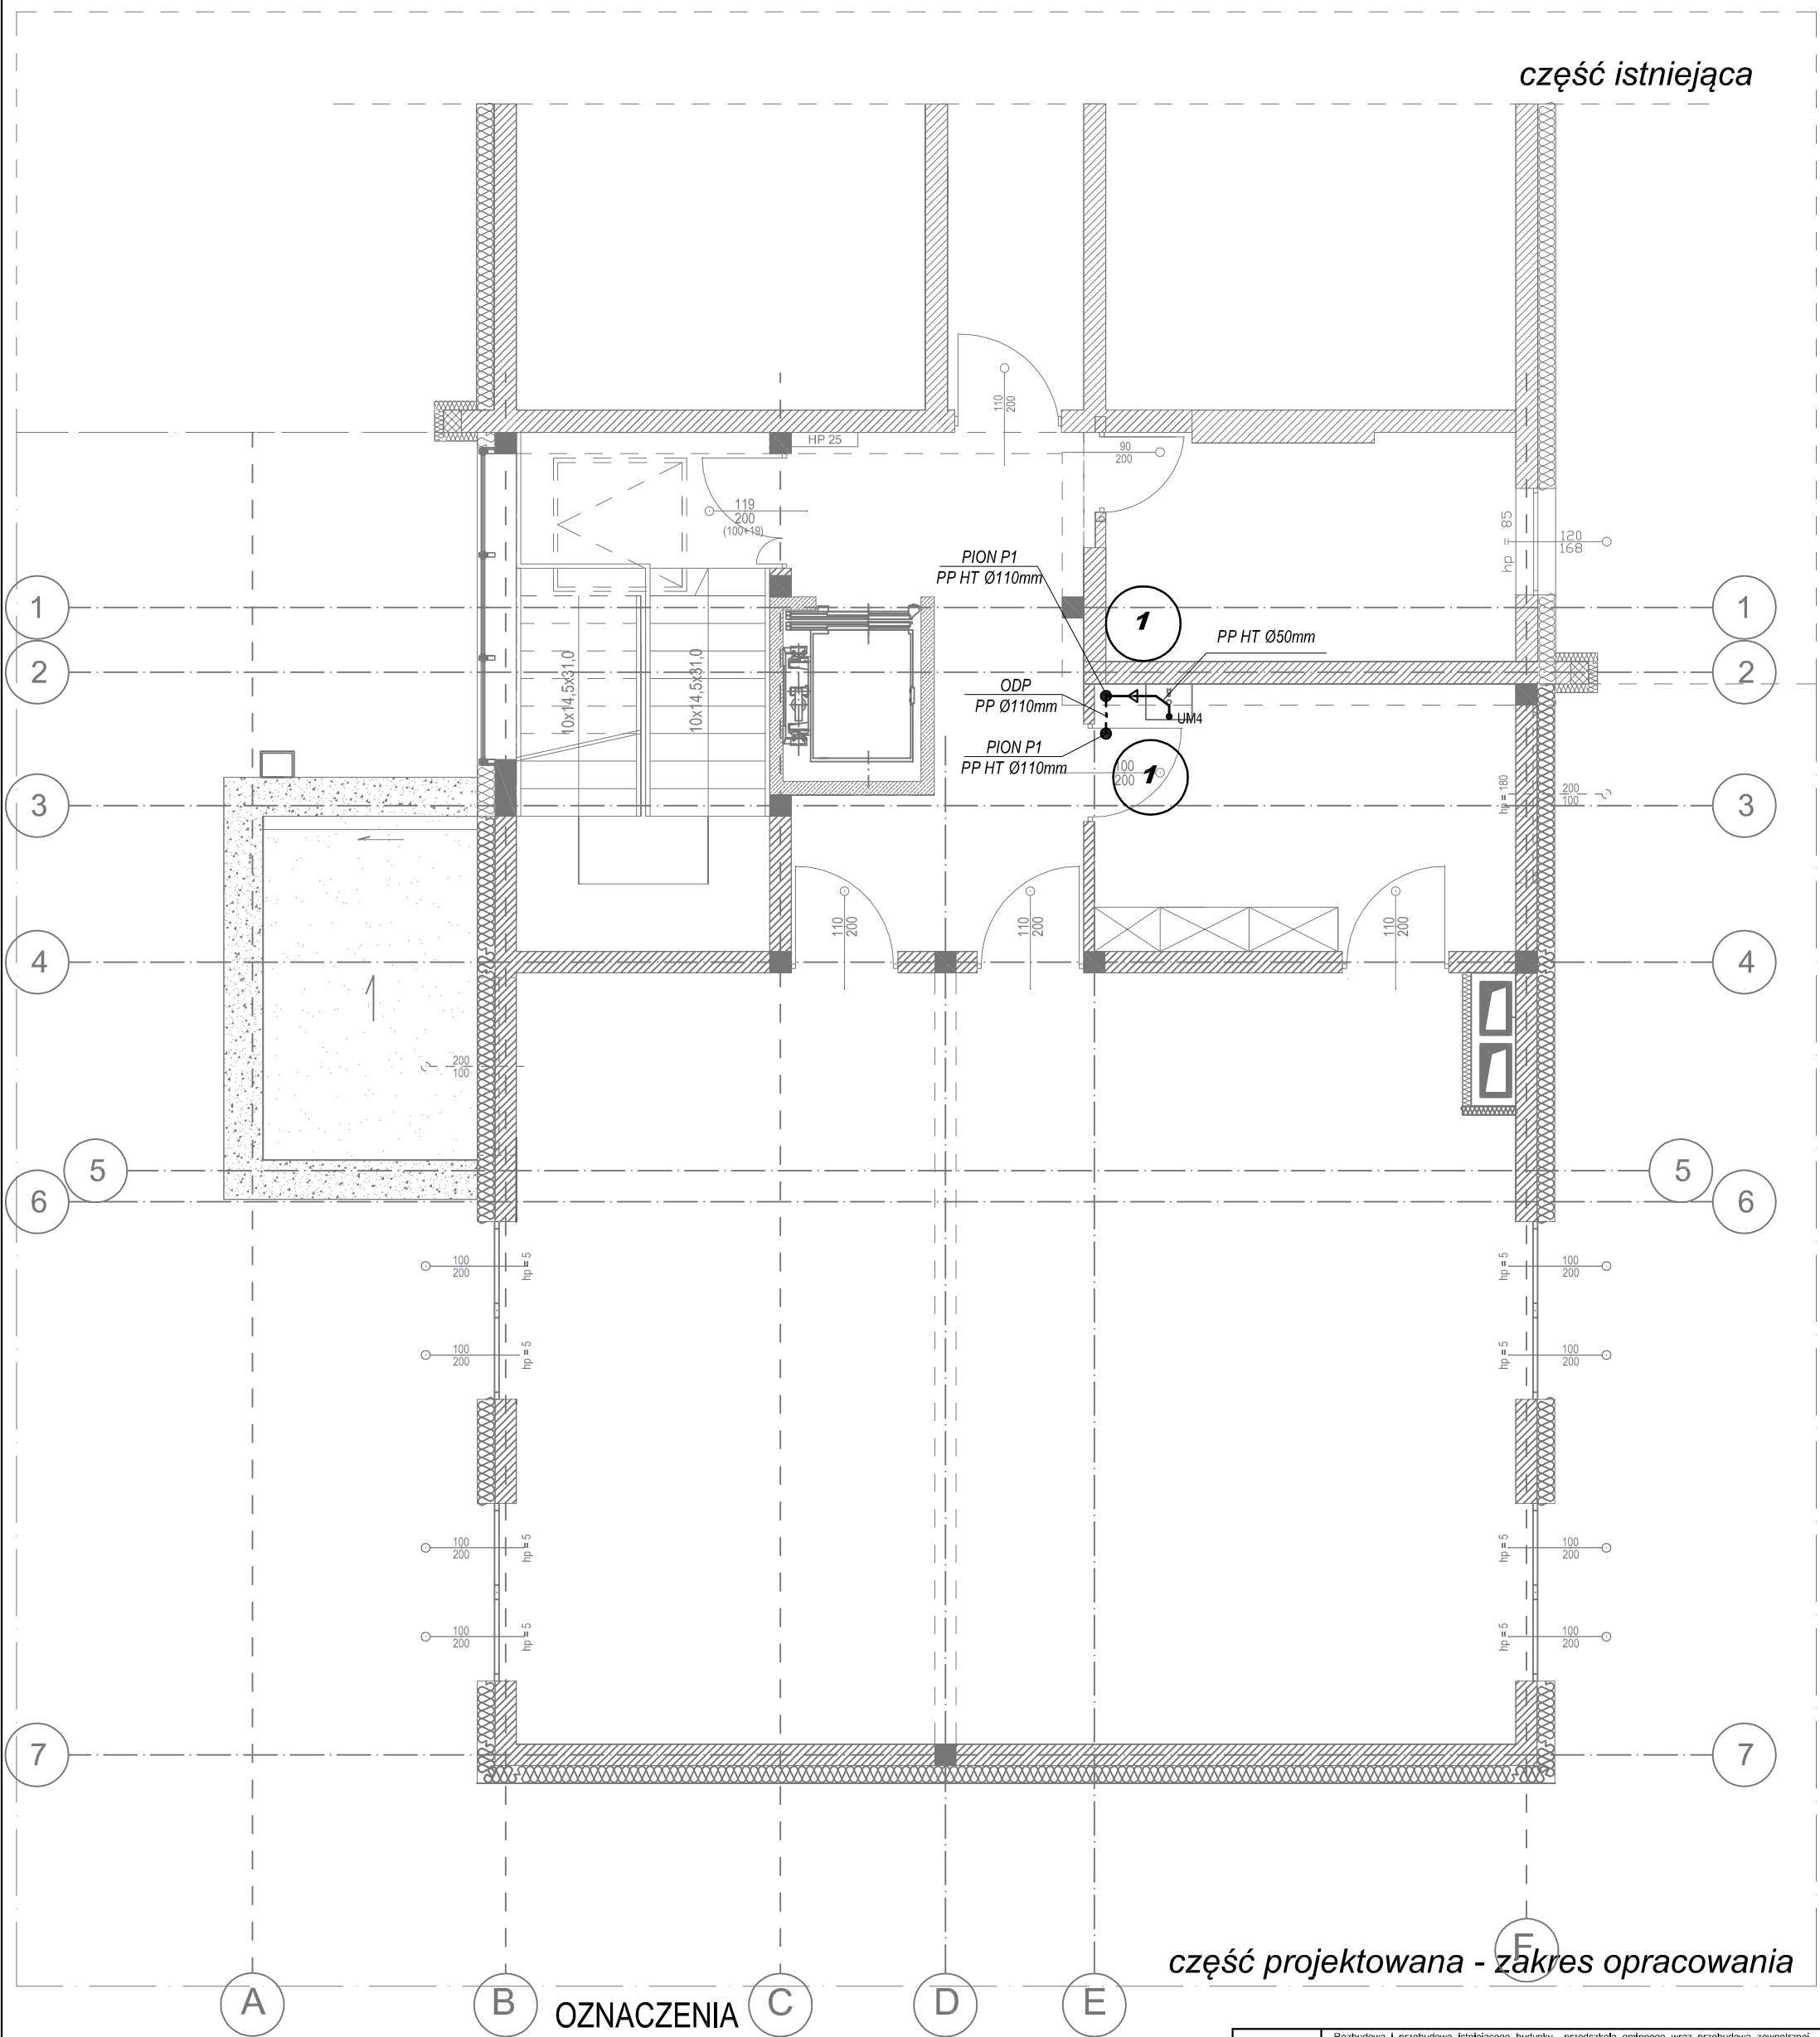 część istniejąca
110
200
HP 25
90
200
119
200
(100+19)
hp = 85
120
168
PION P1
PP HT Ø110mm
1
1
1
PP HT Ø50mm
10x14,5x31,0
10x14,5x31,0
2
2
ODP
PP Ø110mm
UM4
PION P1
PP HT Ø110mm
100
200
1
hp = 180
200
100
3
3
110
200
110
200
110
200
4
4
200
100
5
5
6
6
100
200
hp = 5
hp = 5
100
200
100
200
hp = 5
hp = 5
100
200
100
200
hp = 5
hp = 5
100
200
100
200
hp = 5
hp = 5
100
200
7
7
część projektowana - zakres opracowania
F
A
B
OZNACZENIA
C
D
E